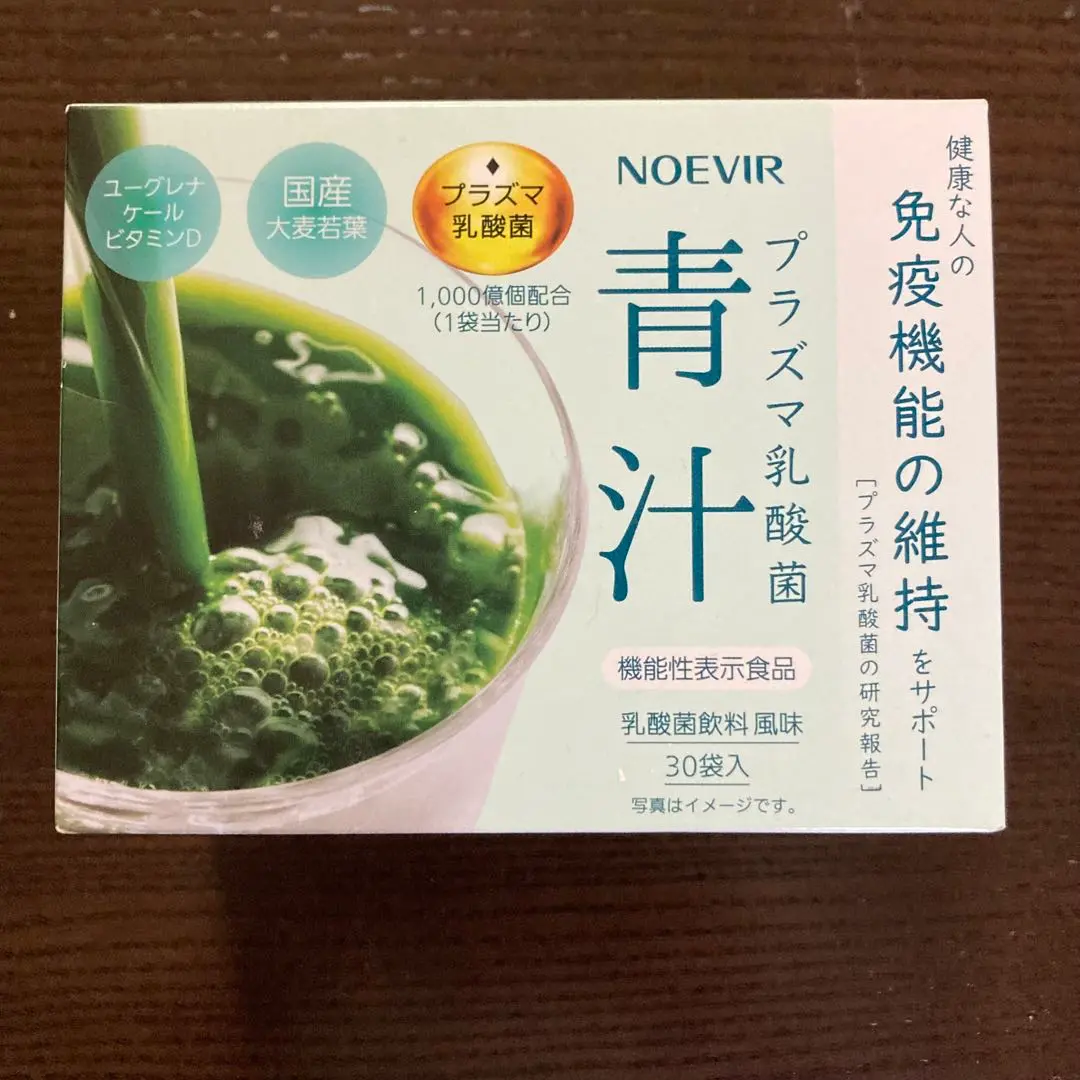 ユーグレナ
ケール
ビタミンD
国産
大麦若葉
プラズマ
乳酸菌
1,000億個配合
(1袋当たり)
NOEVIR
プラズマ乳酸菌
青汁
機能性表示食品
乳酸菌飲料 風味
30袋入
写真はイメージです。
健康な人の
免疫機能の維持をサポート
[プラズマ乳酸菌の研究報告]